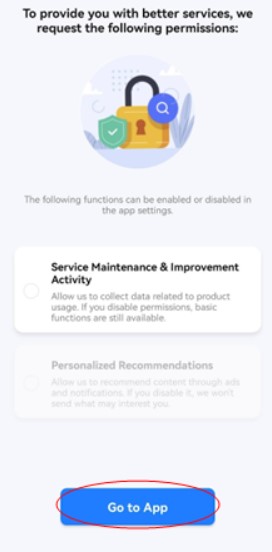 To provide you with better services, we
request the following permissions:
The following functions can be enabled or disabled in
the app settings.
Service Maintenance & Improvement
Activity
Allow us to collect data related to product
usage. If you disable permissions, basic
functions are still available.
Personalized Recommendations
Allow us to recommend content through ads
and notifications. If you disable it, we won't
send what may interest you.
Go to App